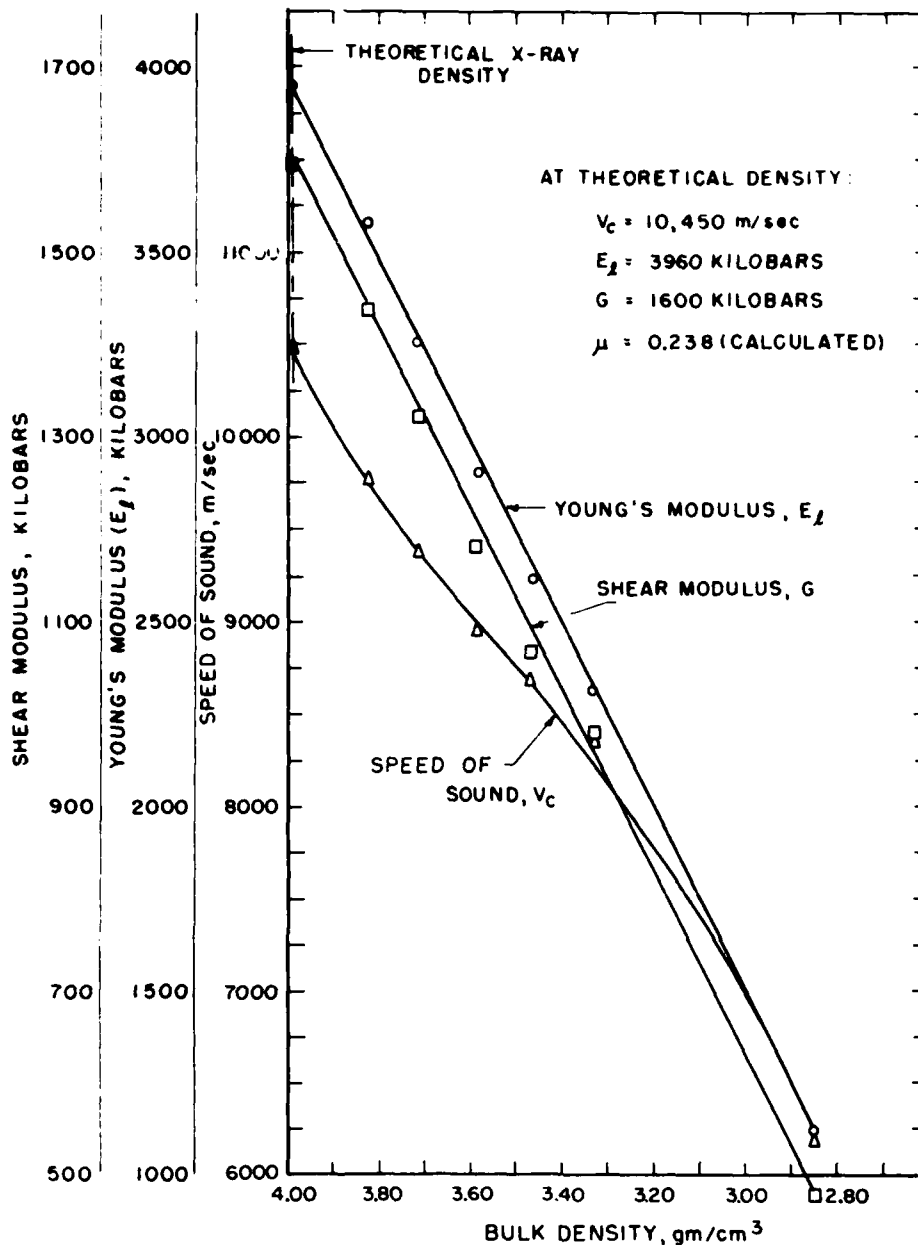 THEORETICAL X-RAY
DENSITY
AT THEORETICAL DENSITY:
Vc = 10,450 m/sec
Eℓ = 3960 KILOBARS
G = 1600 KILOBARS
μ = 0.238 (CALCULATED)
YOUNG'S MODULUS, Eℓ
SHEAR MODULUS, G
SPEED OF
SOUND, Vc
SHEAR MODULUS, KILOBARS
1700
1500
1300
1100
900
700
500
YOUNG'S MODULUS (Eℓ), KILOBARS
4000
3500
3000
2500
2000
1500
1000
SPEED OF SOUND, m/sec
10000
9000
8000
7000
6000
4.00 3.80 3.60 3.40 3.20 3.00 2.80
BULK DENSITY, gm/cm³